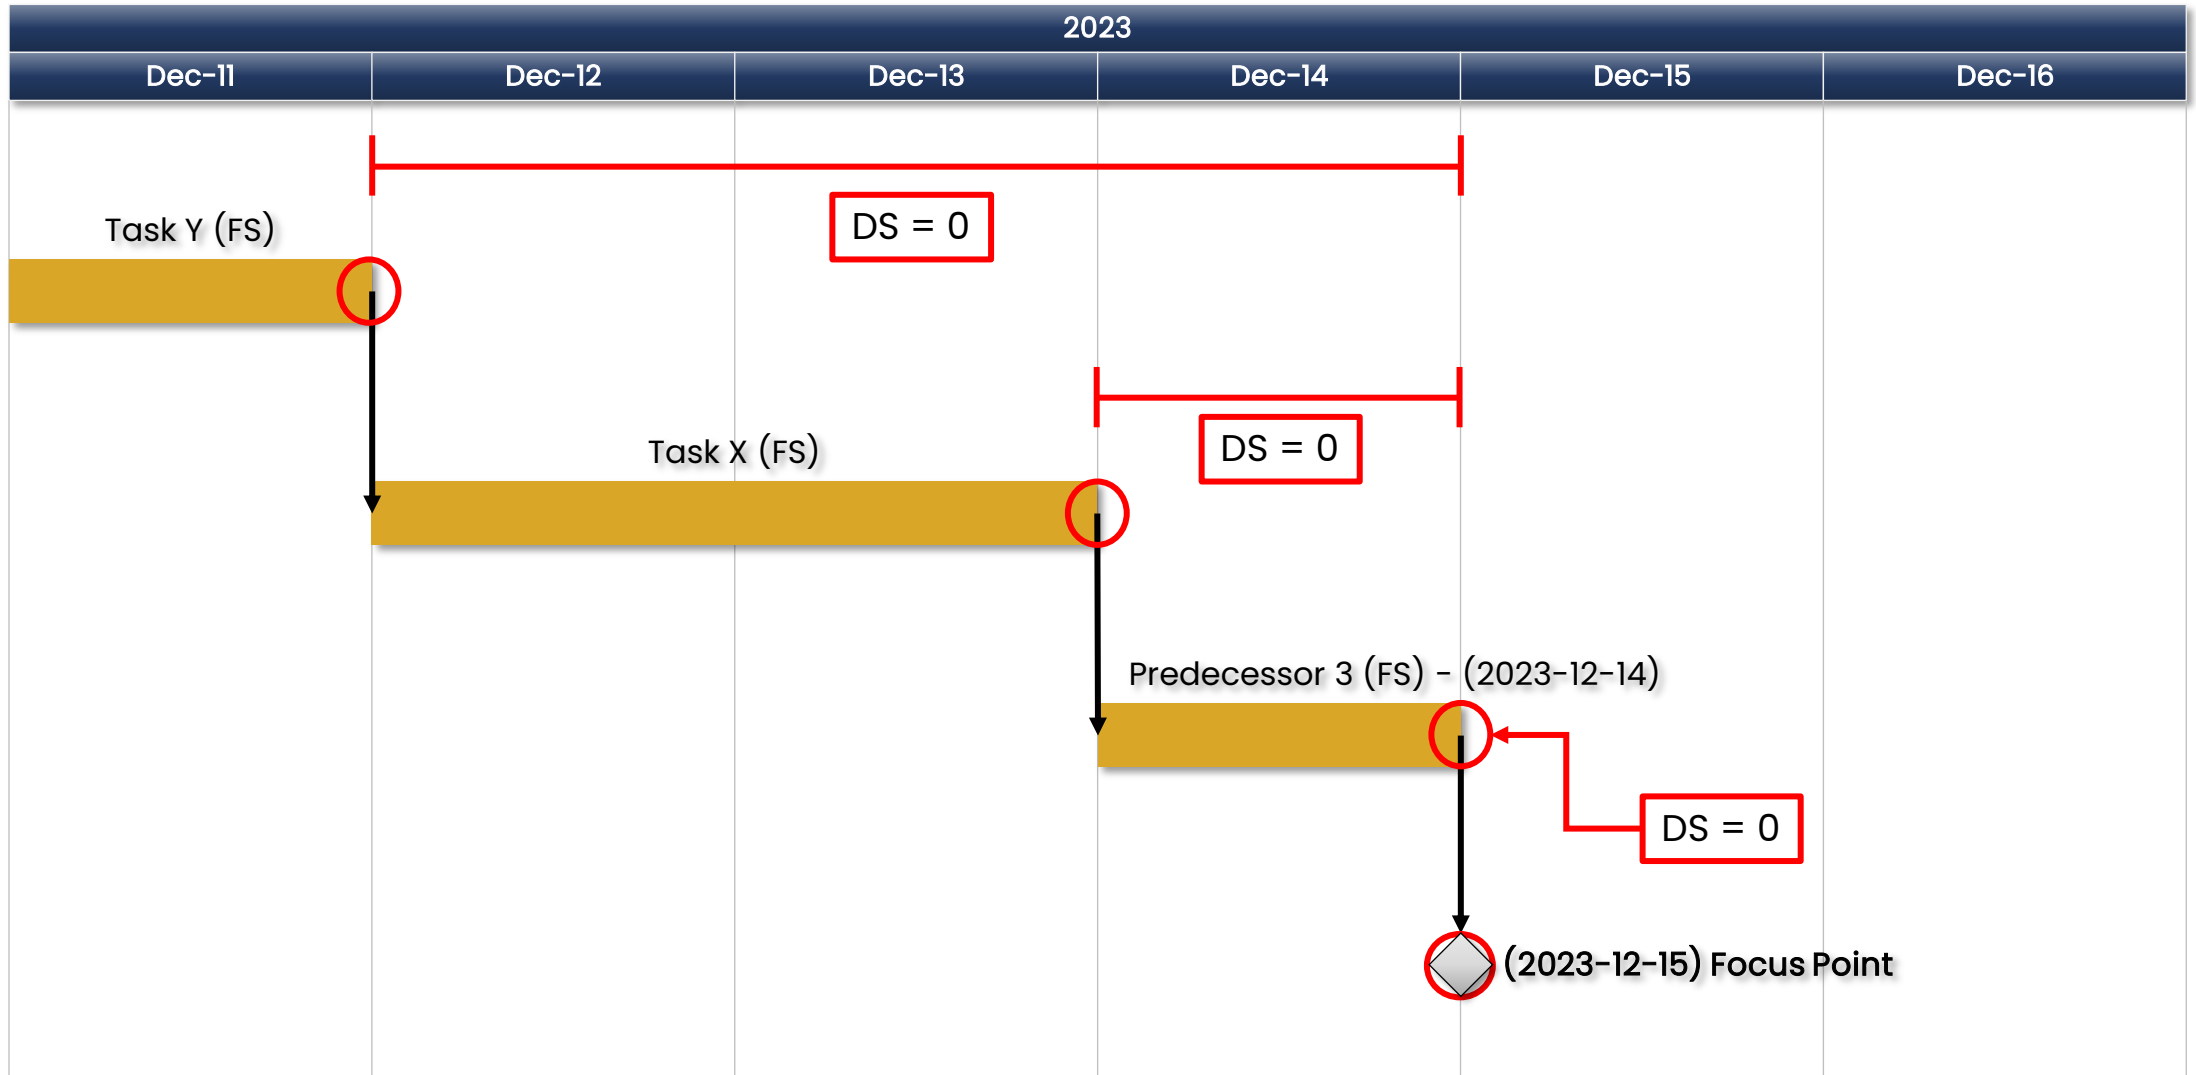 2023
Dec-11
Dec-12
Dec-13
Dec-14
Dec-15
Dec-16
Task Y (FS)
DS = 0
Task X (FS)
DS = 0
Predecessor 3 (FS) - (2023-12-14)
DS = 0
(2023-12-15) Focus Point